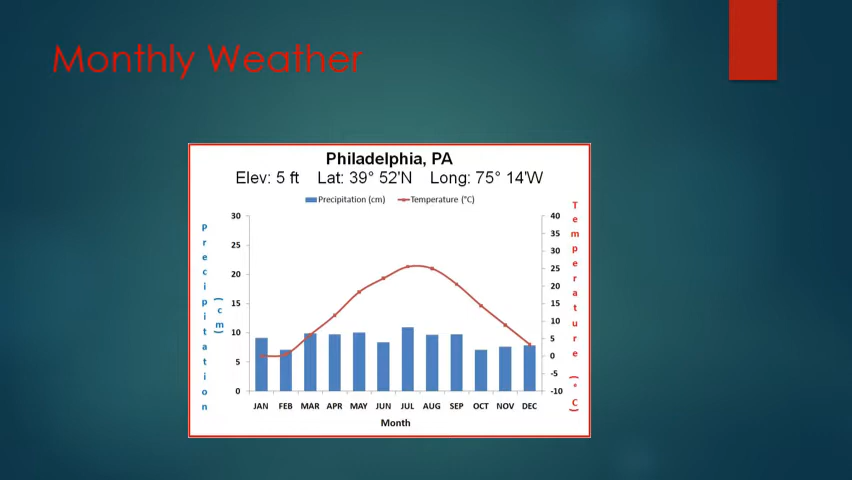 Monthly Weather
Philadelphia, PA
Elev: 5 ft Lat: 39° 52'N Long: 75° 14'W
Precipitation (cm) Temperature (°C)
Precipitation (cm)
30
25
20
15
10
5
0
40
35
30
25
20
15
10
5
0
-5
-10
Temperature (°C)
JAN FEB MAR APR MAY JUN JUL AUG SEP OCT NOV DEC
Month